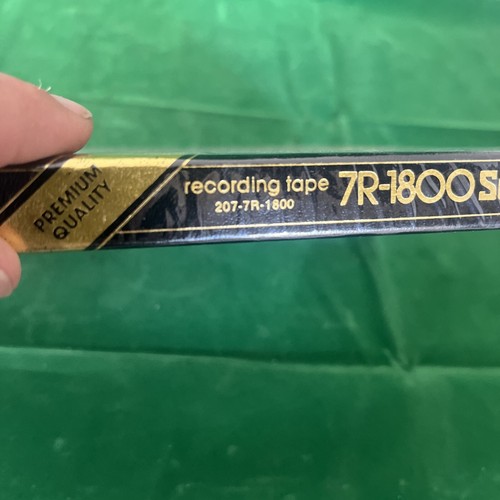 PREMIUM
QUALITY
recording tape
207-7R-1800
7R-1800